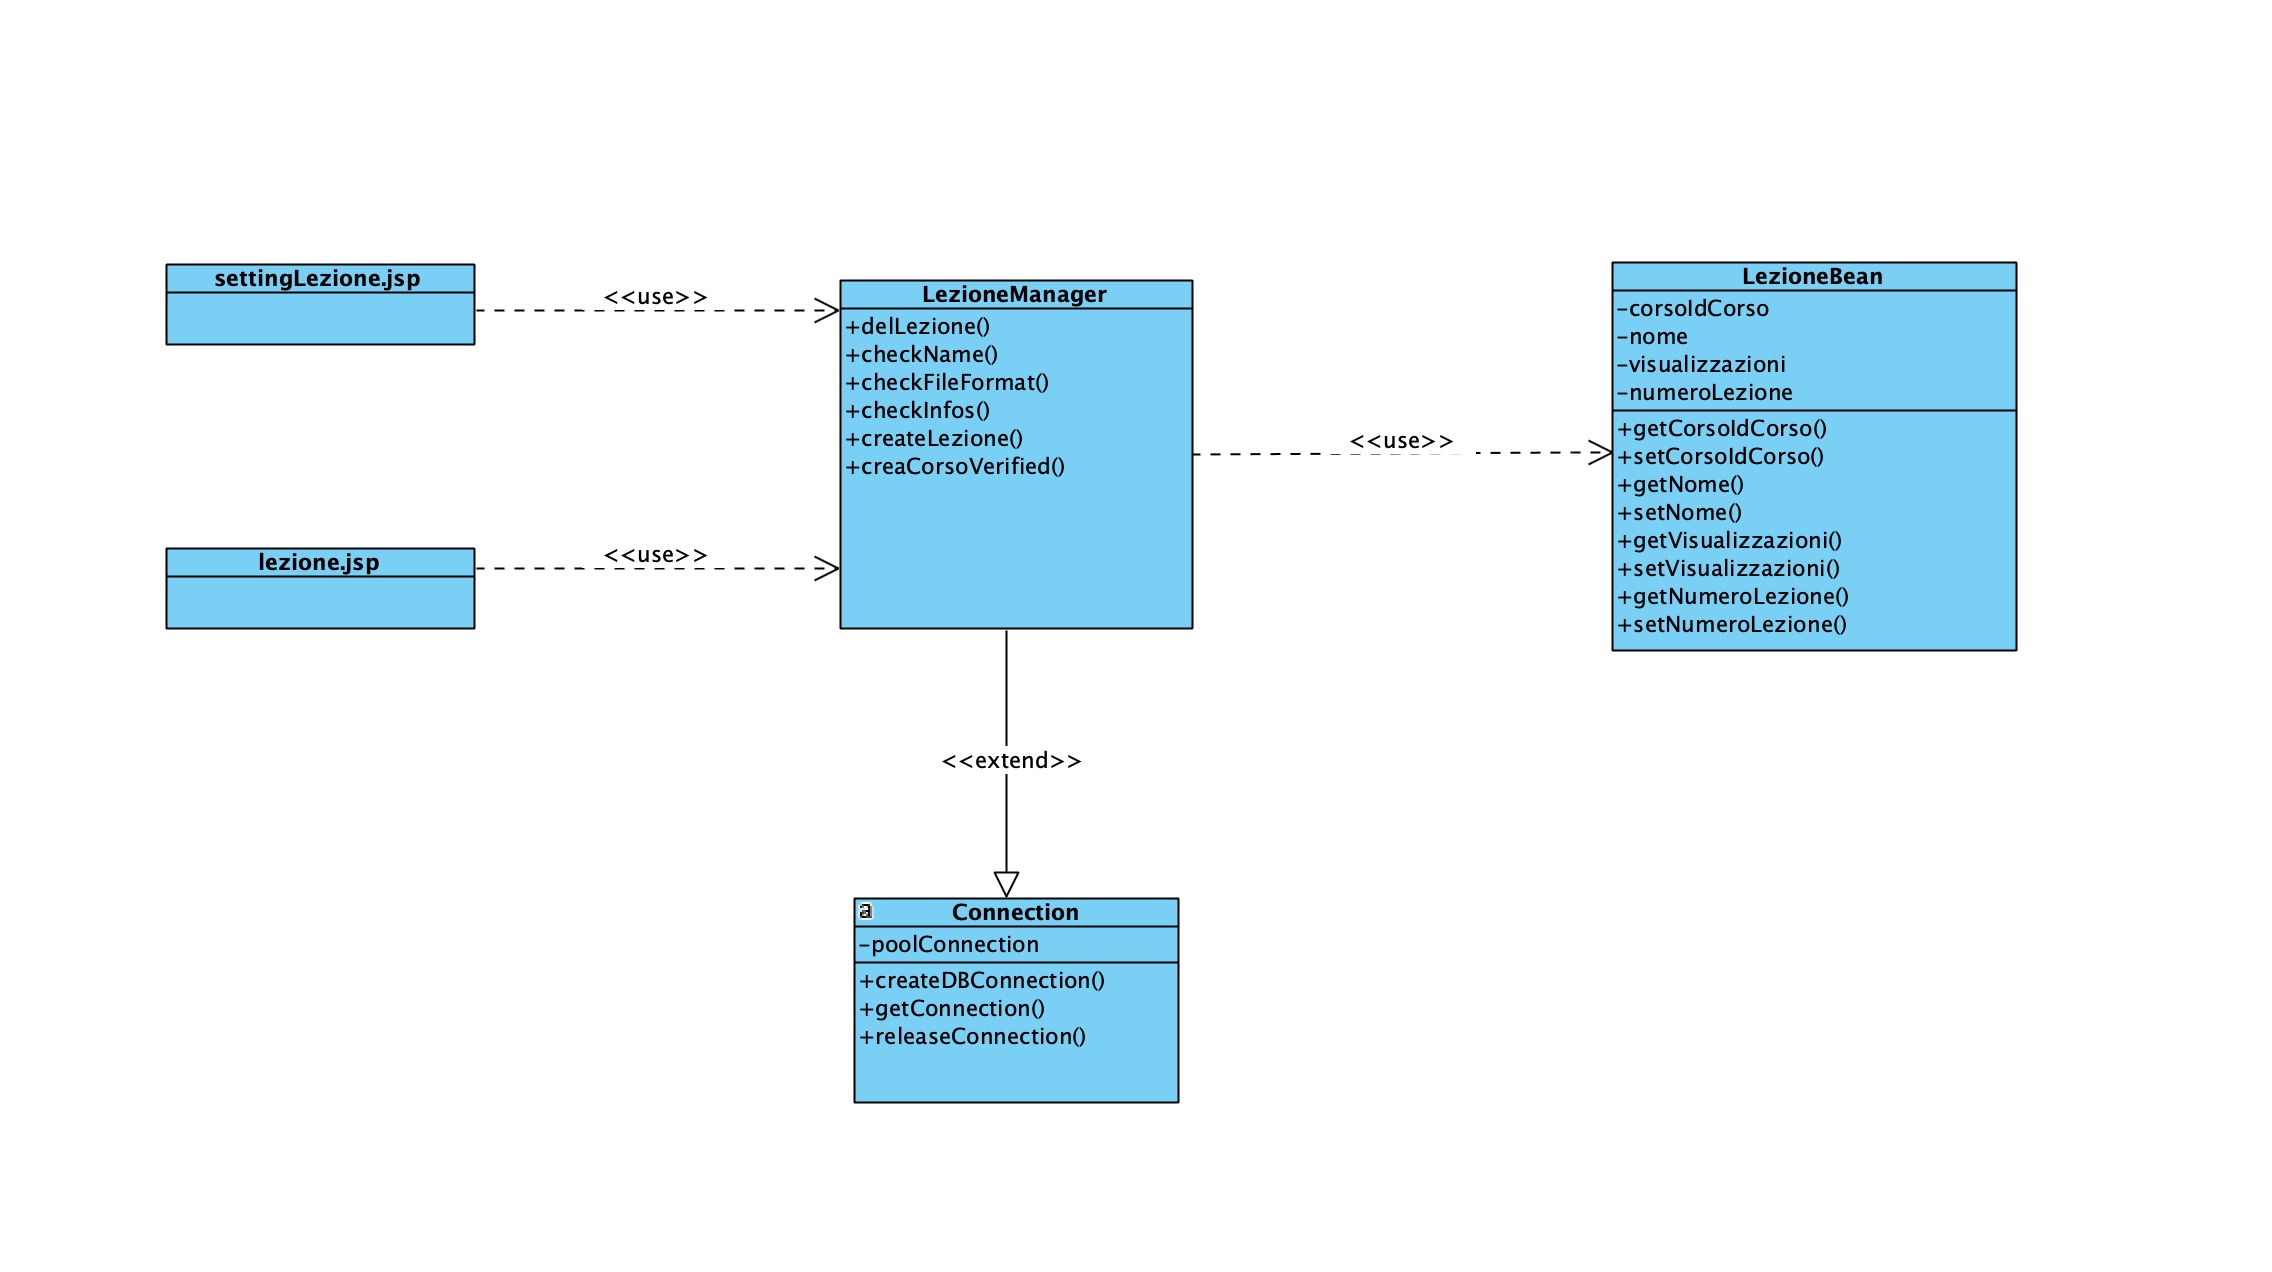 settingLezione.jsp
<<use>>
lezione.jsp
<<use>>
LezioneManager
+delLezione()
+checkName()
+checkFileFormat()
+checkInfos()
+createLezione()
+creaCorsoVerified()
<<use>>
LezioneBean
-corsoIdCorso
-nome
-visualizzazioni
-numeroLezione
+getCorsoIdCorso()
+setCorsoIdCorso()
+getNome()
+setNome()
+getVisualizzazioni()
+setVisualizzazioni()
+getNumeroLezione()
+setNumeroLezione()
<<extend>>
a
Connection
-poolConnection
+createDBConnection()
+getConnection()
+releaseConnection()